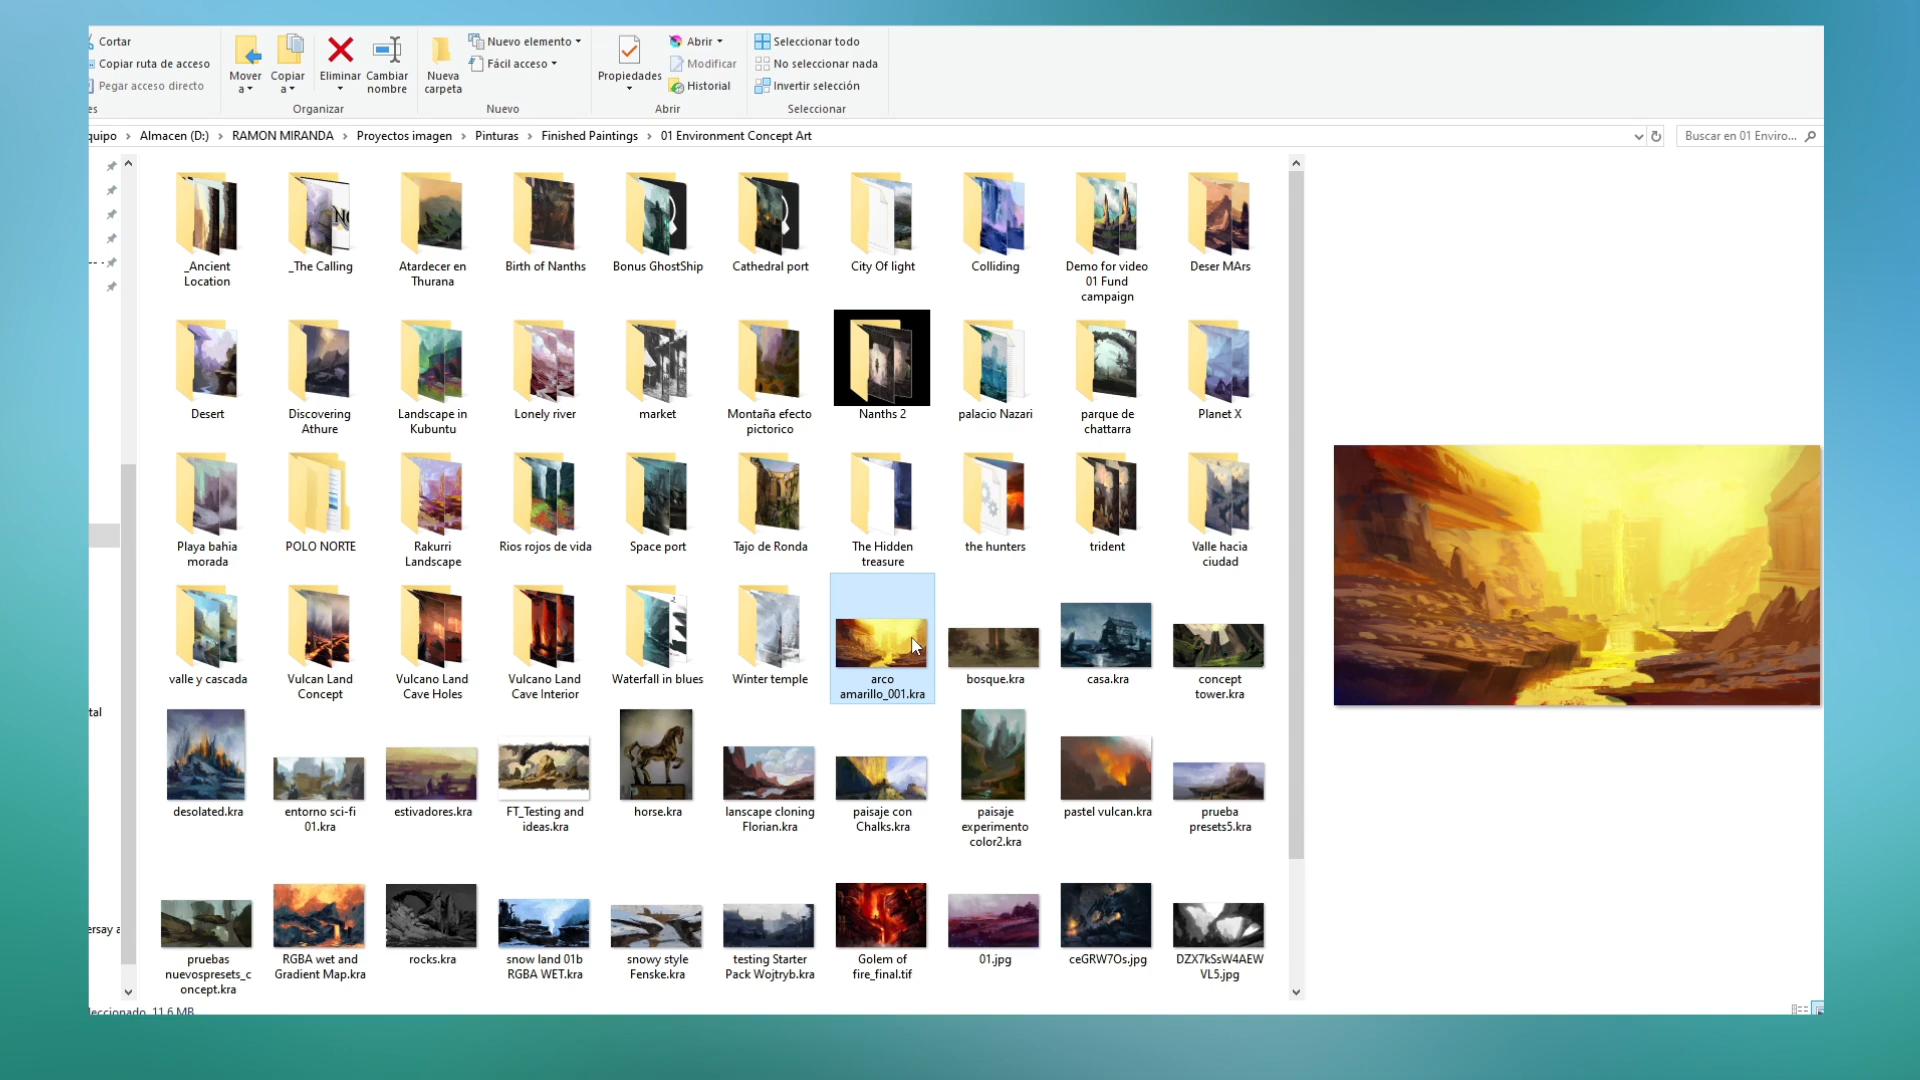 Cortar
Copiar ruta de acceso
Pegar acceso directo
Mover a
Copiar a
Eliminar
Cambiar nombre
Organizar
Nueva carpeta
Nuevo elemento
Fácil acceso
Nuevo
Propiedades
Abrir
Modificar
Historial
Abrir
Seleccionar todo
No seleccionar nada
Invertir selección
Seleccionar
quipo > Almacen (D:) > RAMON MIRANDA > Proyectos imagen > Pinturas > Finished Paintings > 01 Environment Concept Art
Buscar en 01 Enviro...
_Ancient Location
_The Calling
Atardecer en Thurana
Birth of Nanths
Bonus GhostShip
Cathedral port
City Of light
Colliding
Demo for video 01 Fund campaign
Deser MArs
Desert
Discovering Athure
Landscape in Kubuntu
Lonely river
market
Montaña efecto pictorico
Nanths 2
palacio Nazari
parque de chattarra
Planet X
Playa bahia morada
POLO NORTE
Rakurri Landscape
Rios rojos de vida
Space port
Tajo de Ronda
The Hidden treasure
the hunters
trident
Valle hacia ciudad
valle y cascada
Vulcan Land Concept
Vulcano Land Cave Holes
Vulcano Land Cave Interior
Waterfall in blues
Winter temple
arco amarillo_001.kra
bosque.kra
casa.kra
concept tower.kra
tal
desolated.kra
entorno sci-fi 01.kra
estivadores.kra
FT_Testing and ideas.kra
horse.kra
lanscape cloning Florian.kra
paisaje con Chalks.kra
paisaje experimento color2.kra
pastel vulcan.kra
prueba presets5.kra
ersay a
pruebas nuevospresets_concept.kra
RGBA wet and Gradient Map.kra
rocks.kra
snow land 01b RGBA WET.kra
snowy style Fenske.kra
testing Starter Pack Wojtryb.kra
Golem of fire_final.tif
01.jpg
ceGRW7Os.jpg
DZX7kSsW4AEWVL5.jpg
leccionado 11,6 MB